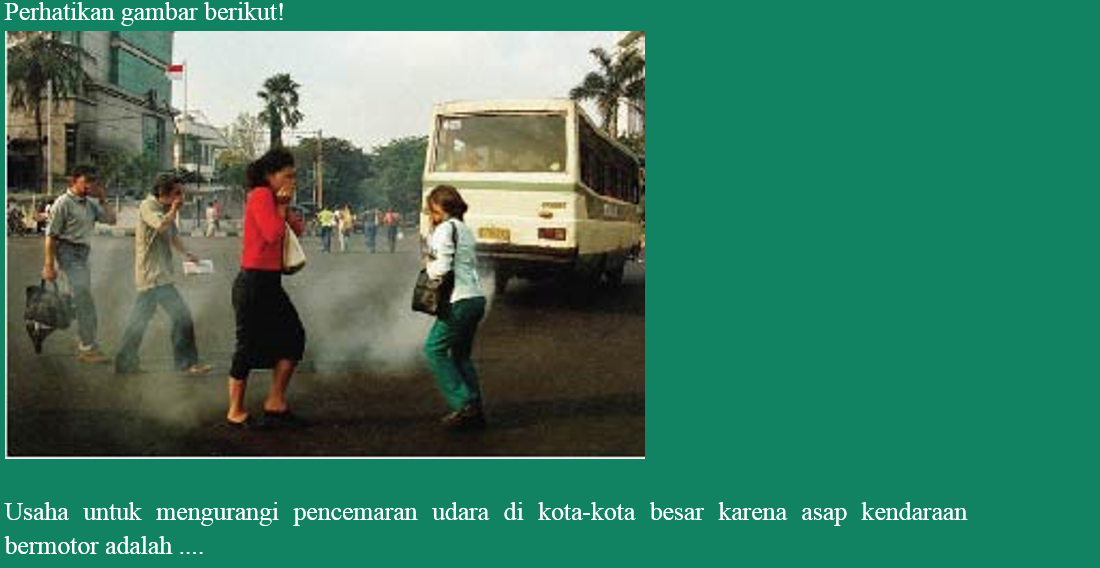 Perhatikan gambar berikut!
Usaha untuk mengurangi pencemaran udara di kota-kota besar karena asap kendaraan
bermotor adalah ....